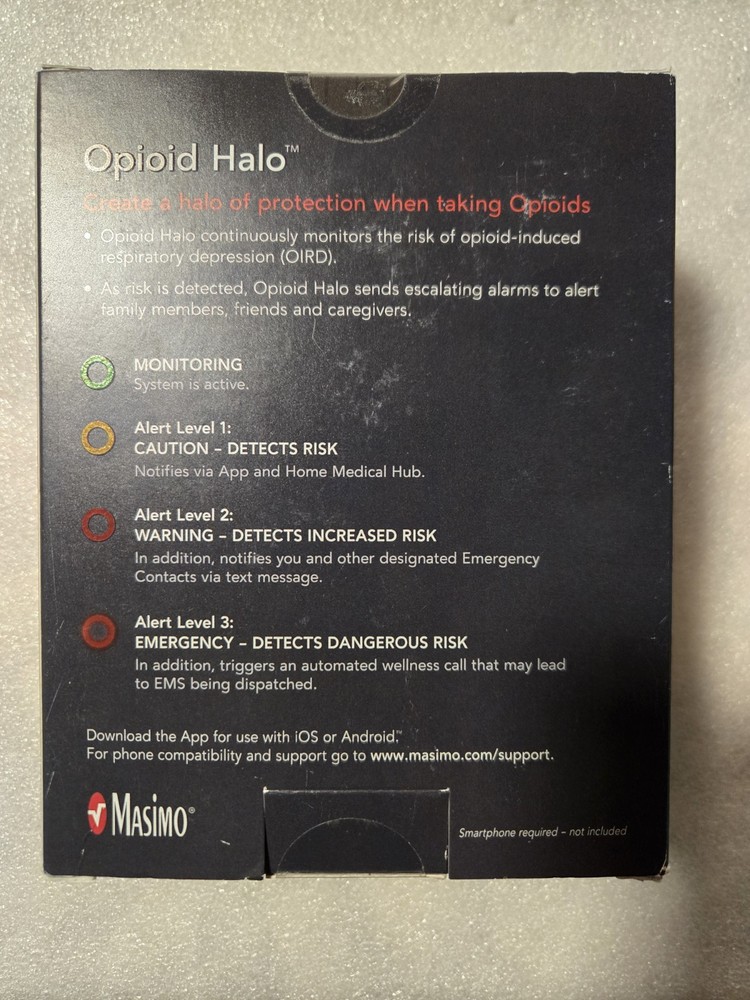 Opioid Halo™
Create a halo of protection when taking Opioids
• Opioid Halo continuously monitors the risk of opioid-induced
respiratory depression (OIRD).
• As risk is detected, Opioid Halo sends escalating alarms to alert
family members, friends and caregivers.
MONITORING
System is active.
Alert Level 1:
CAUTION – DETECTS RISK
Notifies via App and Home Medical Hub.
Alert Level 2:
WARNING – DETECTS INCREASED RISK
In addition, notifies you and other designated Emergency
Contacts via text message.
Alert Level 3:
EMERGENCY – DETECTS DANGEROUS RISK
In addition, triggers an automated wellness call that may lead
to EMS being dispatched.
Download the App for use with iOS or Android.™
For phone compatibility and support go to www.masimo.com/support.
Masimo®
Smartphone required – not included